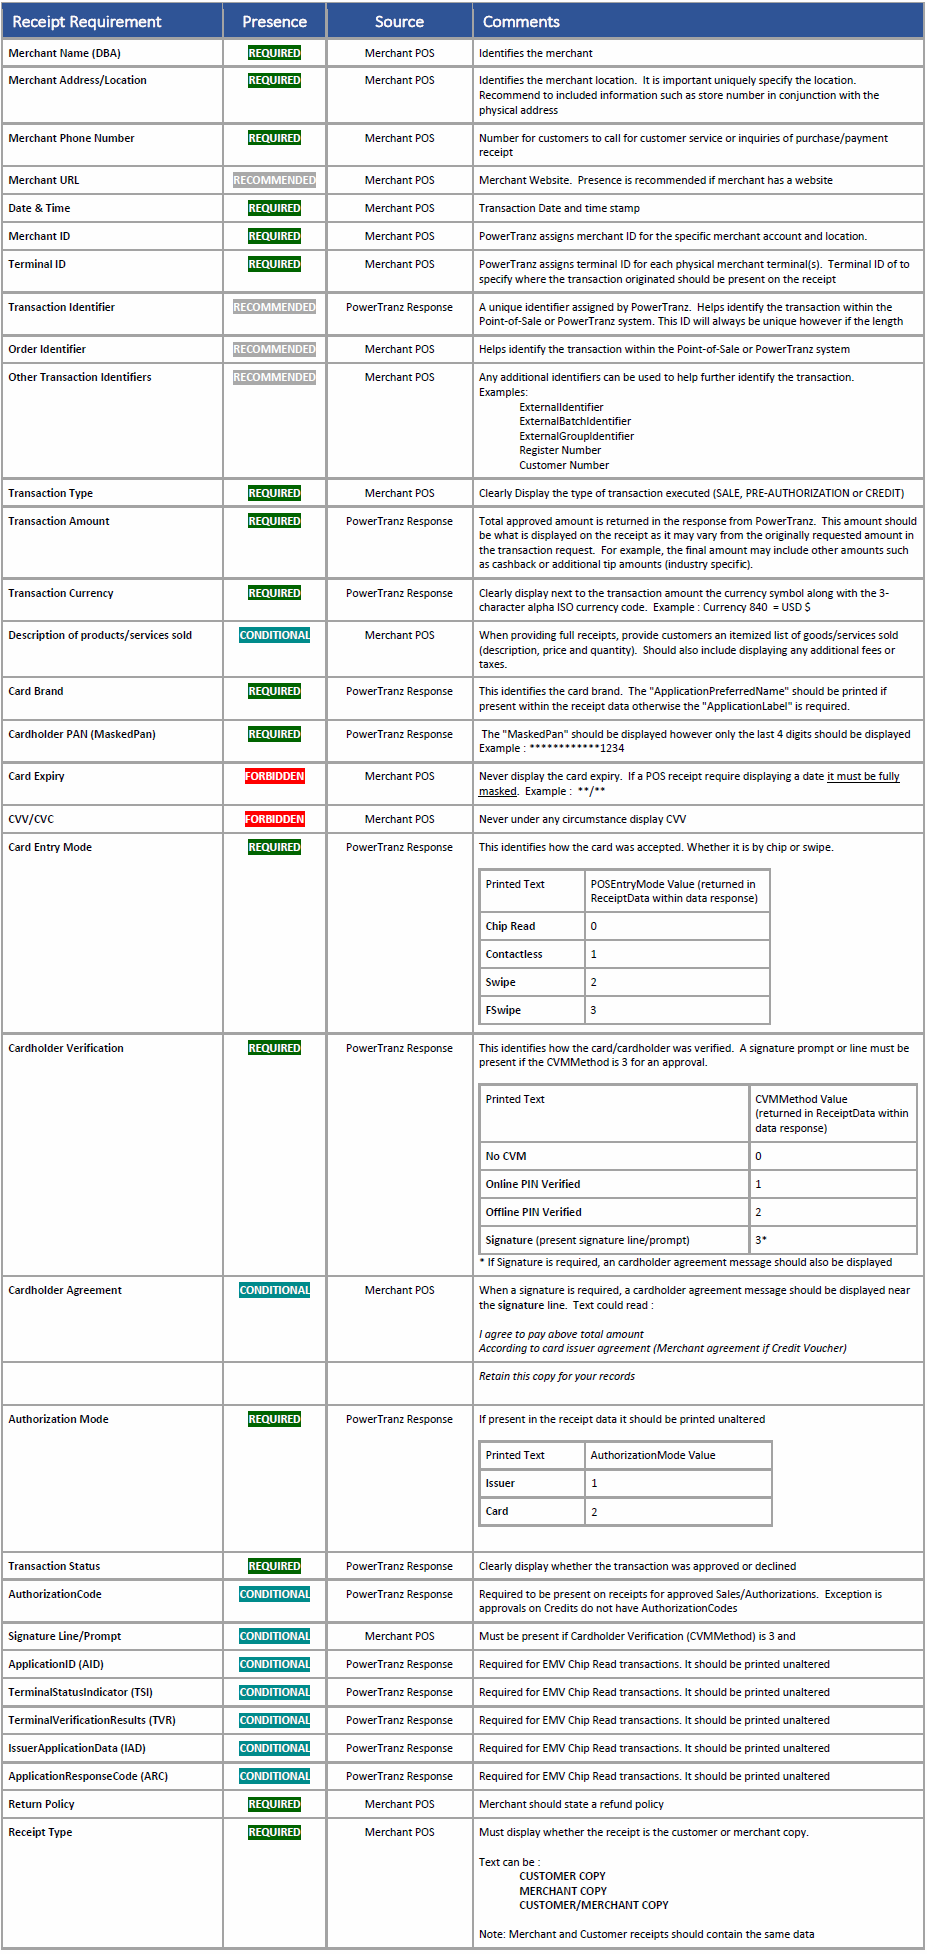 Receipt Requirement Presence Source Comments
Merchant Name (DBA) REQUIRED Merchant POS Identifies the merchant
Merchant Address/Location REQUIRED Merchant POS Identifies the merchant location. It is important uniquely specify the location.
Recommend to included information such as store number in conjunction with the
physical address
Merchant Phone Number REQUIRED Merchant POS Number for customers to call for customer service or inquiries of purchase/payment
receipt
Merchant URL RECOMMENDED Merchant POS Merchant Website. Presence is recommended if merchant has a website
Date & Time REQUIRED Merchant POS Transaction Date and time stamp
Merchant ID REQUIRED Merchant POS PowerTranz assigns merchant ID for the specific merchant account and location.
Terminal ID REQUIRED Merchant POS PowerTranz assigns terminal ID for each physical merchant terminal(s). Terminal ID of to
specify where the transaction originated should be present on the receipt
Transaction Identifier RECOMMENDED PowerTranz Response A unique identifier assigned by PowerTranz. Helps identify the transaction within the
Point-of-Sale or PowerTranz system. This ID will always be unique however if the length
Order Identifier RECOMMENDED Merchant POS Helps identify the transaction within the Point-of-Sale or PowerTranz system
Other Transaction Identifiers RECOMMENDED Merchant POS Any additional identifiers can be used to help further identify the transaction.
Examples:
ExternalIdentifier
ExternalBatchIdentifier
ExternalGroupIdentifier
Register Number
Customer Number
Transaction Type REQUIRED Merchant POS Clearly Display the type of transaction executed (SALE, PRE-AUTHORIZATION or CREDIT)
Transaction Amount REQUIRED PowerTranz Response Total approved amount is returned in the response from PowerTranz. This amount should
be what is displayed on the receipt as it may vary from the originally requested amount in
the transaction request. For example, the final amount may include other amounts such
as cashback or additional tip amounts (industry specific).
Transaction Currency REQUIRED PowerTranz Response Clearly display next to the transaction amount the currency symbol along with the 3-
character alpha ISO currency code. Example : Currency 840 = USD $
Description of products/services sold CONDITIONAL Merchant POS When providing full receipts, provide customers an itemized list of goods/services sold
(description, price and quantity). Should also include displaying any additional fees or
taxes.
Card Brand REQUIRED PowerTranz Response This identifies the card brand. The "ApplicationPreferredName" should be printed if
present within the receipt data otherwise the "ApplicationLabel" is required.
Cardholder PAN (MaskedPan) REQUIRED PowerTranz Response The "MaskedPan" should be displayed however only the last 4 digits should be displayed
Example : ************1234
Card Expiry FORBIDDEN Merchant POS Never display the card expiry. If a POS receipt require displaying a date it must be fully
masked. Example : **/**
CVV/CVC FORBIDDEN Merchant POS Never under any circumstance display CVV
Card Entry Mode REQUIRED PowerTranz Response This identifies how the card was accepted. Whether it is by chip or swipe.
Printed Text POSEntryMode Value (returned in
ReceiptData within data response)
Chip Read 0
Contactless 1
Swipe 2
FSwipe 3
Cardholder Verification REQUIRED PowerTranz Response This identifies how the card/cardholder was verified. A signature prompt or line must be
present if the CVMMethod is 3 for an approval.
Printed Text CVMMethod Value
(returned in ReceiptData within
data response)
No CVM 0
Online PIN Verified 1
Offline PIN Verified 2
Signature (present signature line/prompt) 3*
* If Signature is required, an cardholder agreement message should also be displayed
Cardholder Agreement CONDITIONAL Merchant POS When a signature is required, a cardholder agreement message should be displayed near
the signature line. Text could read :
I agree to pay above total amount
According to card issuer agreement (Merchant agreement if Credit Voucher)
Retain this copy for your records
Authorization Mode REQUIRED PowerTranz Response If present in the receipt data it should be printed unaltered
Printed Text AuthorizationMode Value
Issuer 1
Card 2
Transaction Status REQUIRED PowerTranz Response Clearly display whether the transaction was approved or declined
AuthorizationCode CONDITIONAL PowerTranz Response Required to be present on receipts for approved Sales/Authorizations. Exception is
approvals on Credits do not have AuthorizationCodes
Signature Line/Prompt CONDITIONAL Merchant POS Must be present if Cardholder Verification (CVMMethod) is 3 and
ApplicationID (AID) CONDITIONAL PowerTranz Response Required for EMV Chip Read transactions. It should be printed unaltered
TerminalStatusIndicator (TSI) CONDITIONAL PowerTranz Response Required for EMV Chip Read transactions. It should be printed unaltered
TerminalVerificationResults (TVR) CONDITIONAL PowerTranz Response Required for EMV Chip Read transactions. It should be printed unaltered
IssuerApplicationData (IAD) CONDITIONAL PowerTranz Response Required for EMV Chip Read transactions. It should be printed unaltered
ApplicationResponseCode (ARC) CONDITIONAL PowerTranz Response Required for EMV Chip Read transactions. It should be printed unaltered
Return Policy REQUIRED Merchant POS Merchant should state a refund policy
Receipt Type REQUIRED Merchant POS Must display whether the receipt is the customer or merchant copy.
Text can be :
CUSTOMER COPY
MERCHANT COPY
CUSTOMER/MERCHANT COPY
Note: Merchant and Customer receipts should contain the same data